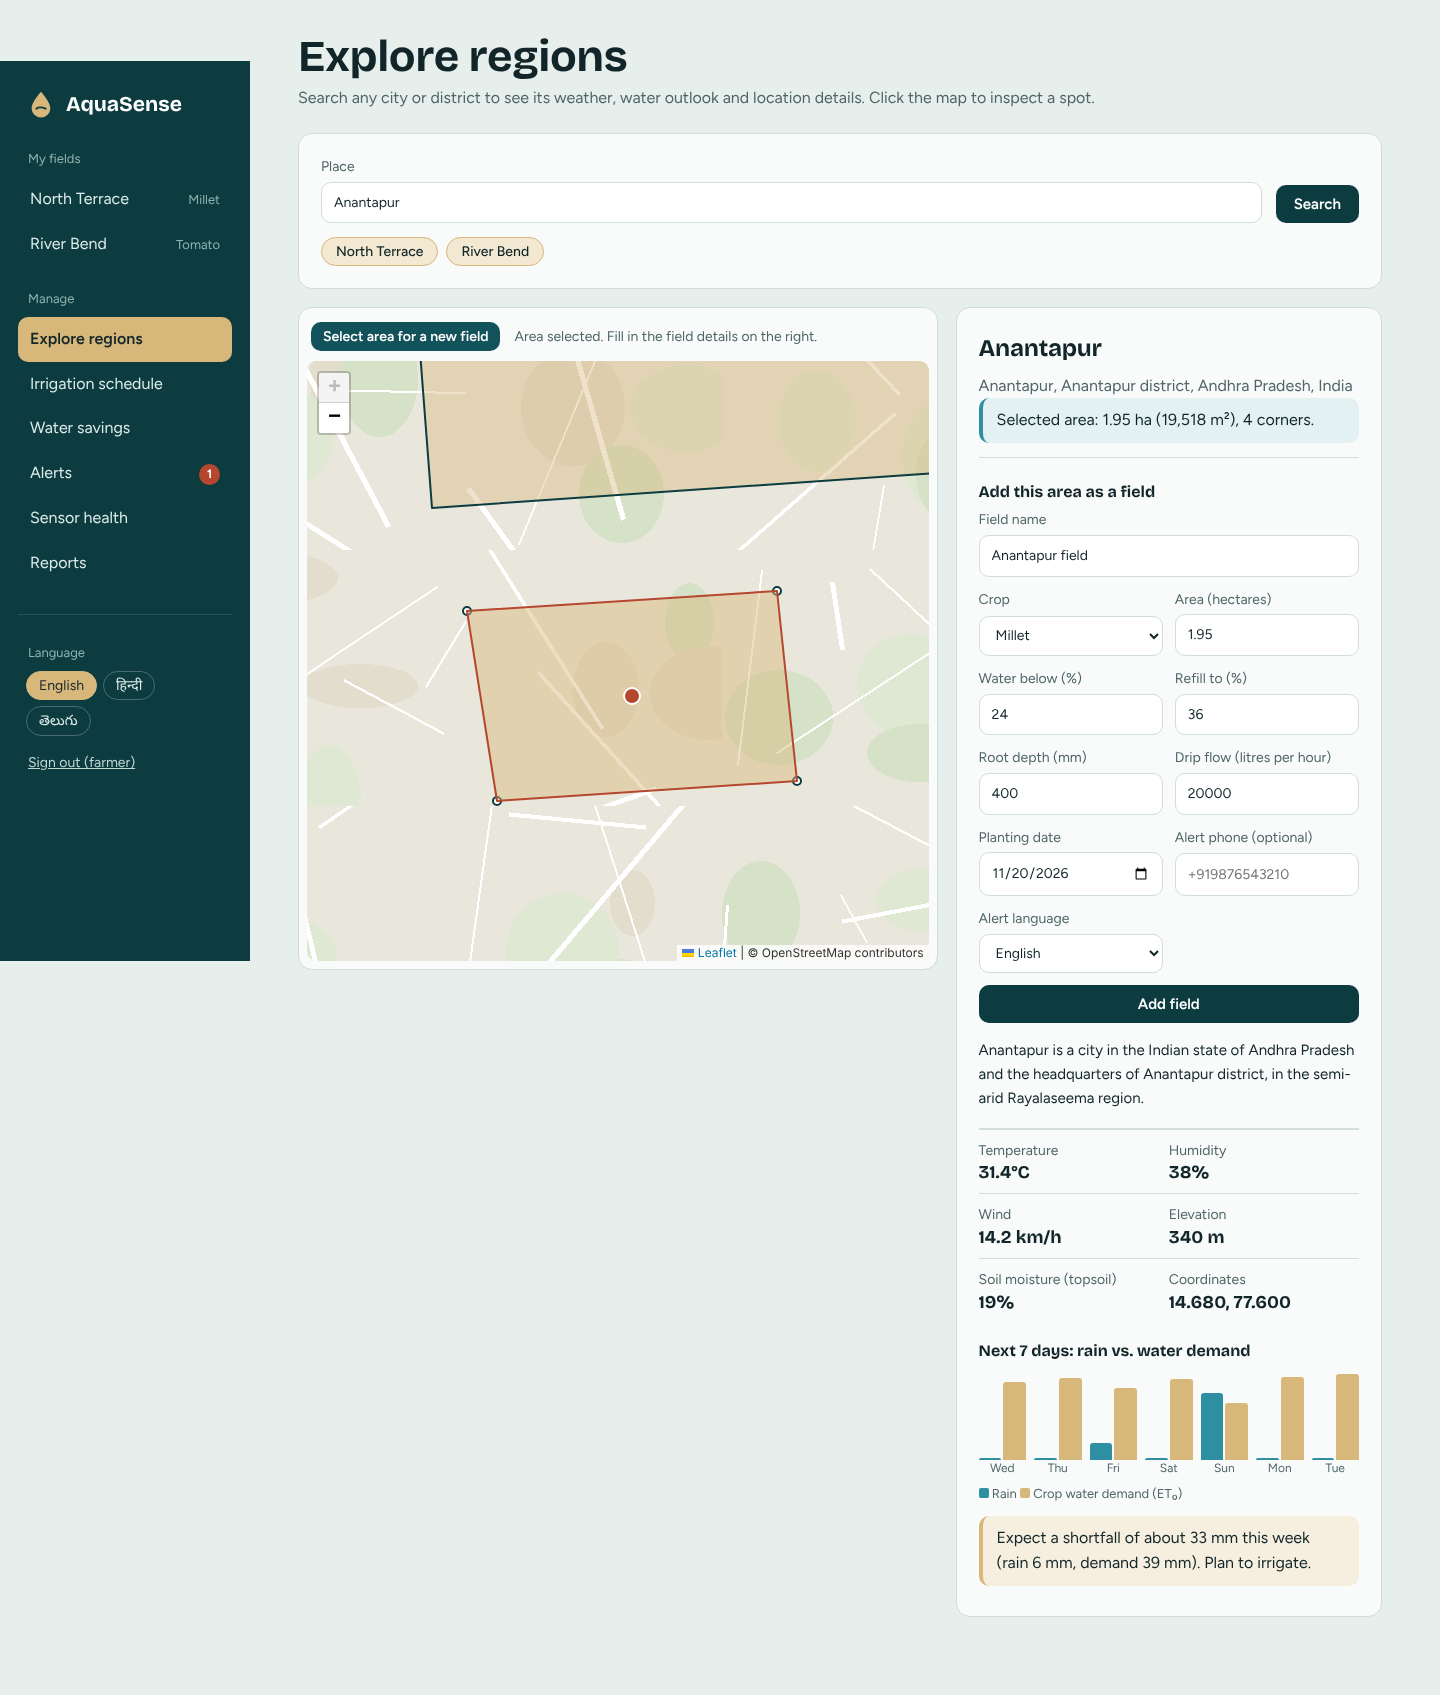 AquaSense
My fields
North Terrace Millet
River Bend Tomato
Manage
Explore regions
Irrigation schedule
Water savings
Alerts 1
Sensor health
Reports
Language
English हिन्दी
తెలుగు
Sign out (farmer)
Explore regions
Search any city or district to see its weather, water outlook and location details. Click the map to inspect a spot.
Place
Anantapur
Search
North Terrace River Bend
Select area for a new field Area selected. Fill in the field details on the right.
+
−
Leaflet | © OpenStreetMap contributors
Anantapur
Anantapur, Anantapur district, Andhra Pradesh, India
Selected area: 1.95 ha (19,518 m²), 4 corners.
Add this area as a field
Field name
Anantapur field
Crop Area (hectares)
Millet 1.95
Water below (%) Refill to (%)
24 36
Root depth (mm) Drip flow (litres per hour)
400 20000
Planting date Alert phone (optional)
11/20/2026 +919876543210
Alert language
English
Add field
Anantapur is a city in the Indian state of Andhra Pradesh
and the headquarters of Anantapur district, in the semi-
arid Rayalaseema region.
Temperature Humidity
31.4°C 38%
Wind Elevation
14.2 km/h 340 m
Soil moisture (topsoil) Coordinates
19% 14.680, 77.600
Next 7 days: rain vs. water demand
Wed Thu Fri Sat Sun Mon Tue
Rain Crop water demand (ET₀)
Expect a shortfall of about 33 mm this week
(rain 6 mm, demand 39 mm). Plan to irrigate.